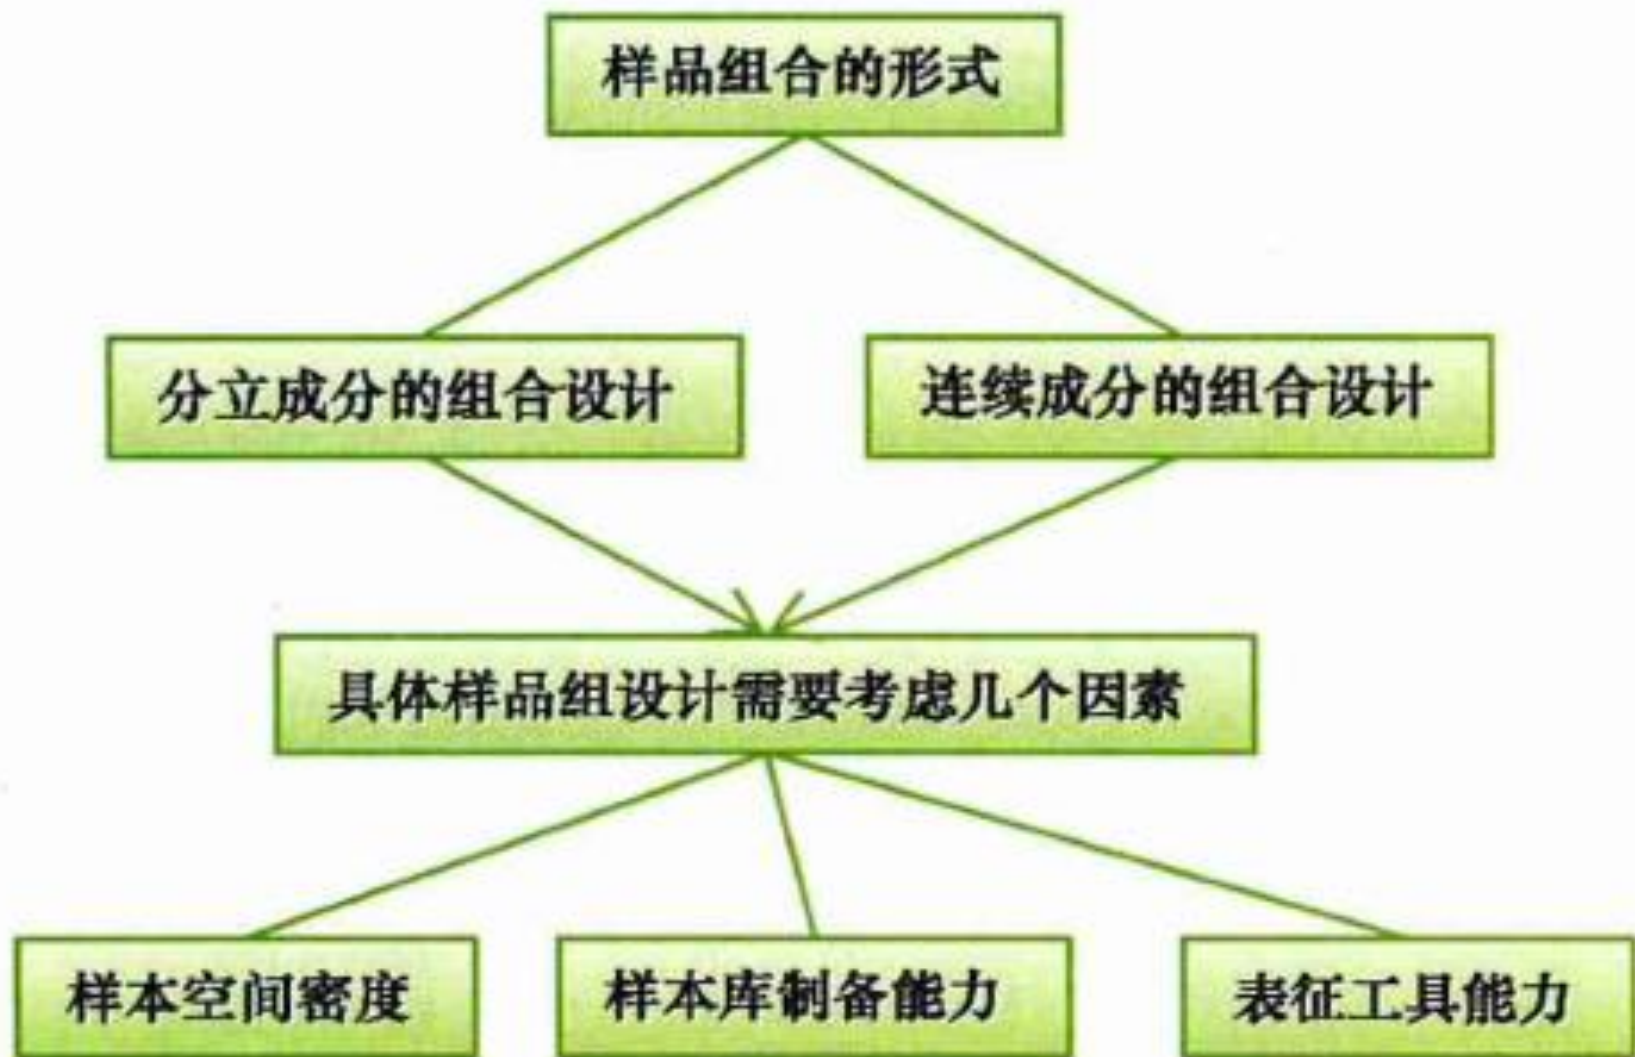 样品组合的形式
分立成分的组合设计
连续成分的组合设计
具体样品组设计需要考虑几个因素
样本空间密度
样本库制备能力
表征工具能力